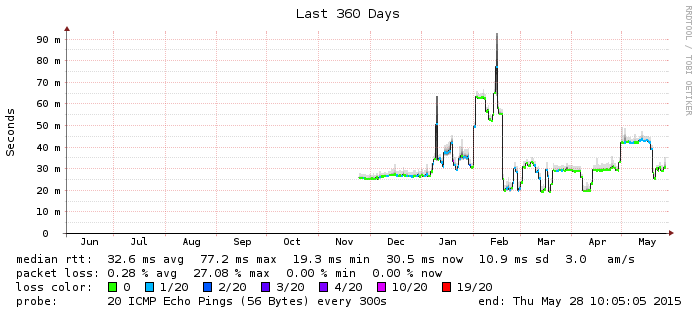 Last 360 Days
RRDTOOL / TOBI OETIKER
Seconds
90 m
80 m
70 m
60 m
50 m
40 m
30 m
20 m
10 m
0
Jun Jul Aug Sep Oct Nov Dec Jan Feb Mar Apr May
median rtt: 32.6 ms avg 77.2 ms max 19.3 ms min 30.5 ms now 10.9 ms sd 3.0 am/s
packet loss: 0.28 % avg 27.08 % max 0.00 % min 0.00 % now
loss color: 0 1/20 2/20 3/20 4/20 10/20 19/20
probe: 20 ICMP Echo Pings (56 Bytes) every 300s end: Thu May 28 10:05:05 2015